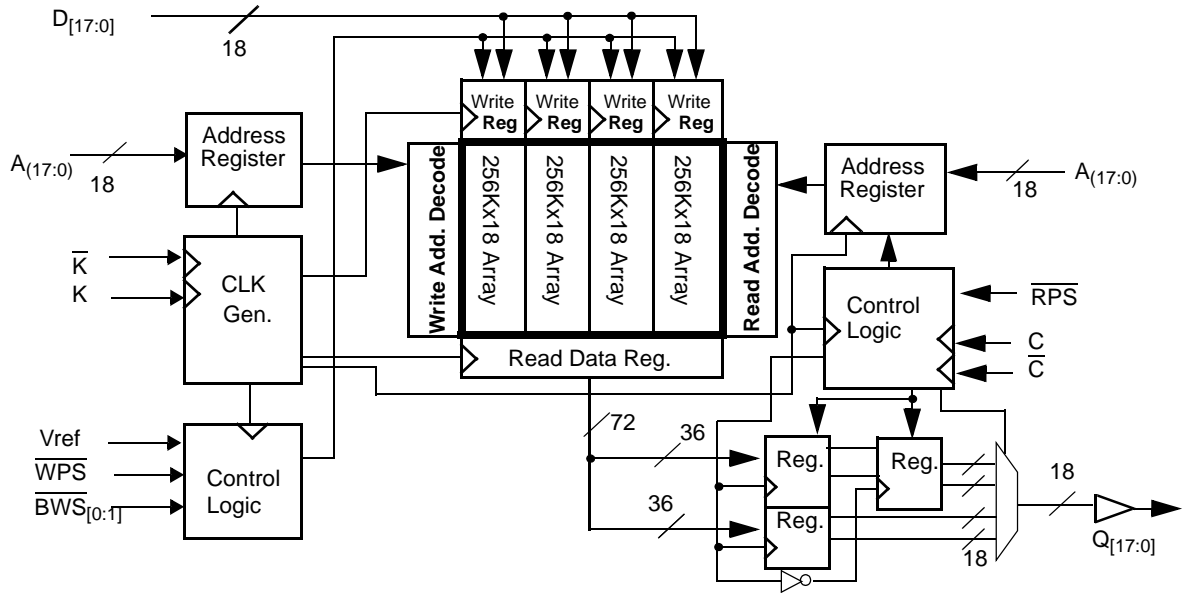 D[17:0]
18
Write Reg
Write Reg
Write Reg
Write Reg
A(17:0)
18
Address
Register
Write Add. Decode
256Kx18 Array
256Kx18 Array
256Kx18 Array
256Kx18 Array
Read Add. Decode
Address
Register
18
A(17:0)
K̅
K
CLK
Gen.
Read Data Reg.
Control
Logic
R̅P̅S̅
C
C̅
Vref
W̅P̅S̅
B̅W̅S̅[0:1]
Control
Logic
72
36
36
Reg.
Reg.
Reg.
18
18
Q[17:0]